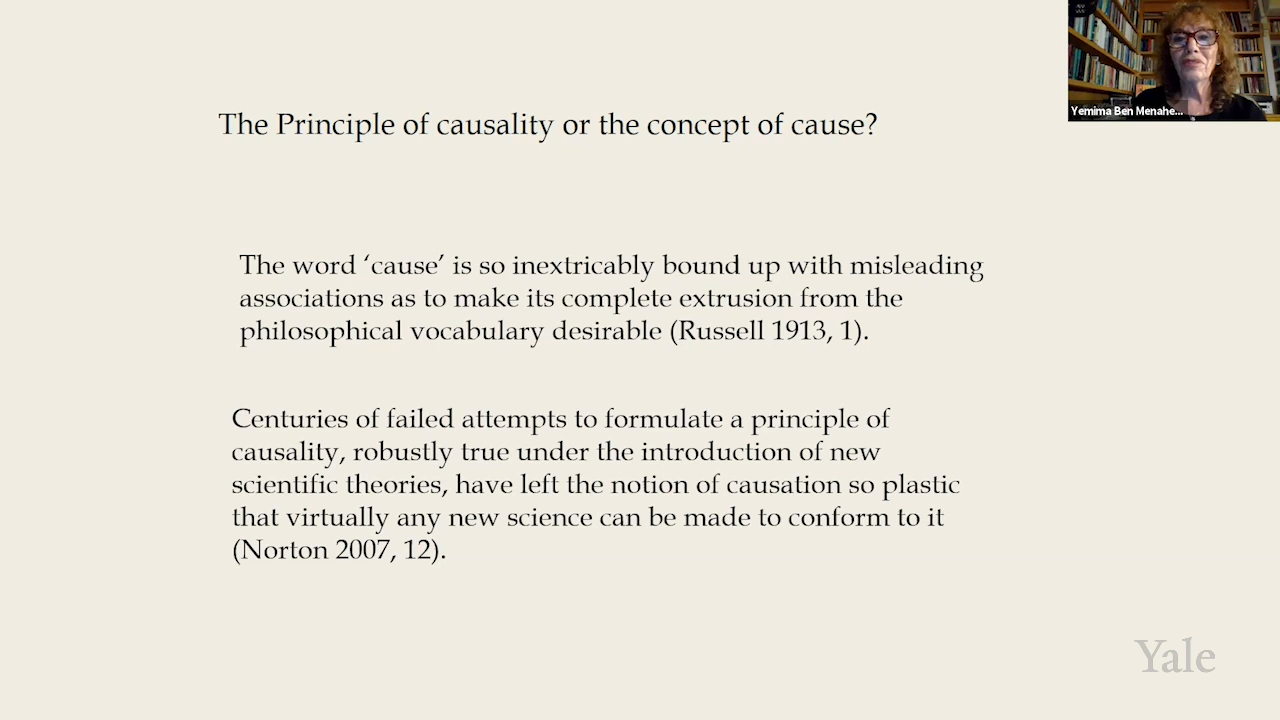 Yemima Ben Menahe...
The Principle of causality or the concept of cause?
The word ‘cause’ is so inextricably bound up with misleading
associations as to make its complete extrusion from the
philosophical vocabulary desirable (Russell 1913, 1).
Centuries of failed attempts to formulate a principle of
causality, robustly true under the introduction of new
scientific theories, have left the notion of causation so plastic
that virtually any new science can be made to conform to it
(Norton 2007, 12).
Yale